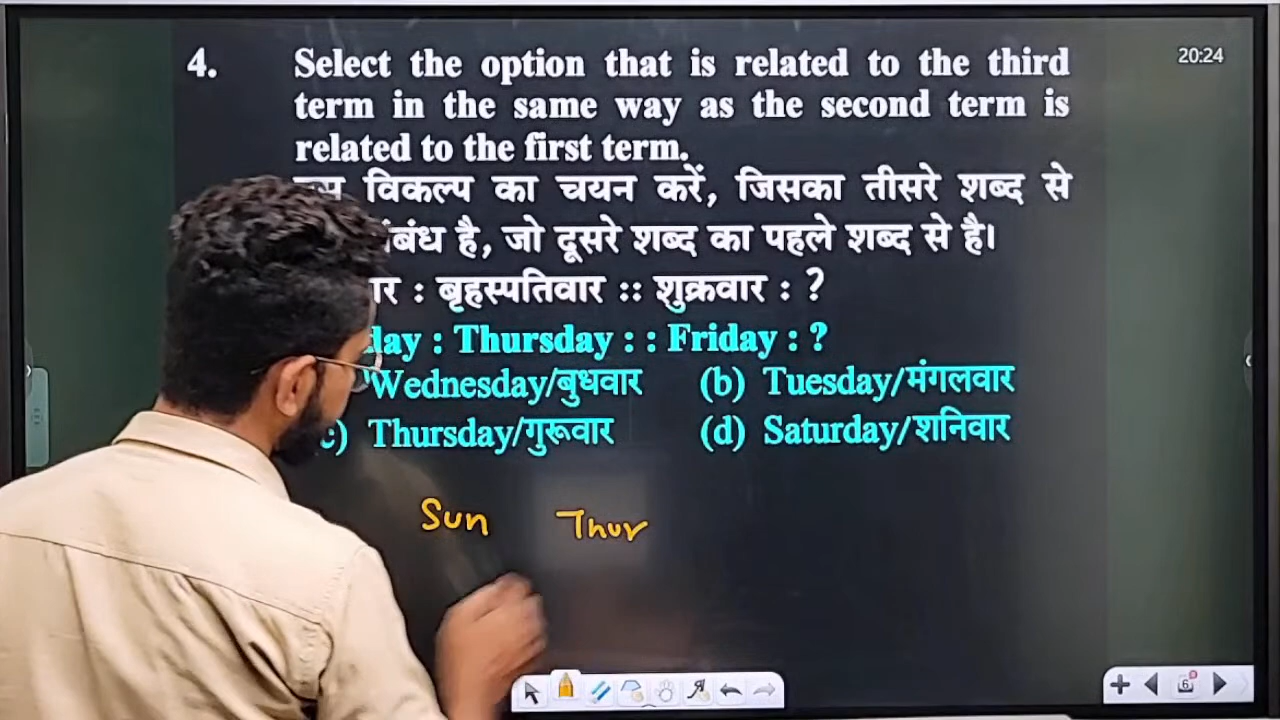 20:24
4. Select the option that is related to the third
term in the same way as the second term is
related to the first term.
विकल्प का चयन करें, जिसका तीसरे शब्द से
है, जो दूसरे शब्द का पहले शब्द से है।
: बृहस्पतिवार :: शुक्रवार : ?
day : Thursday : : Friday : ?
Wednesday/बुधवार (b) Tuesday/मंगलवार
c) Thursday/गुरूवार (d) Saturday/शनिवार
Sun Thur